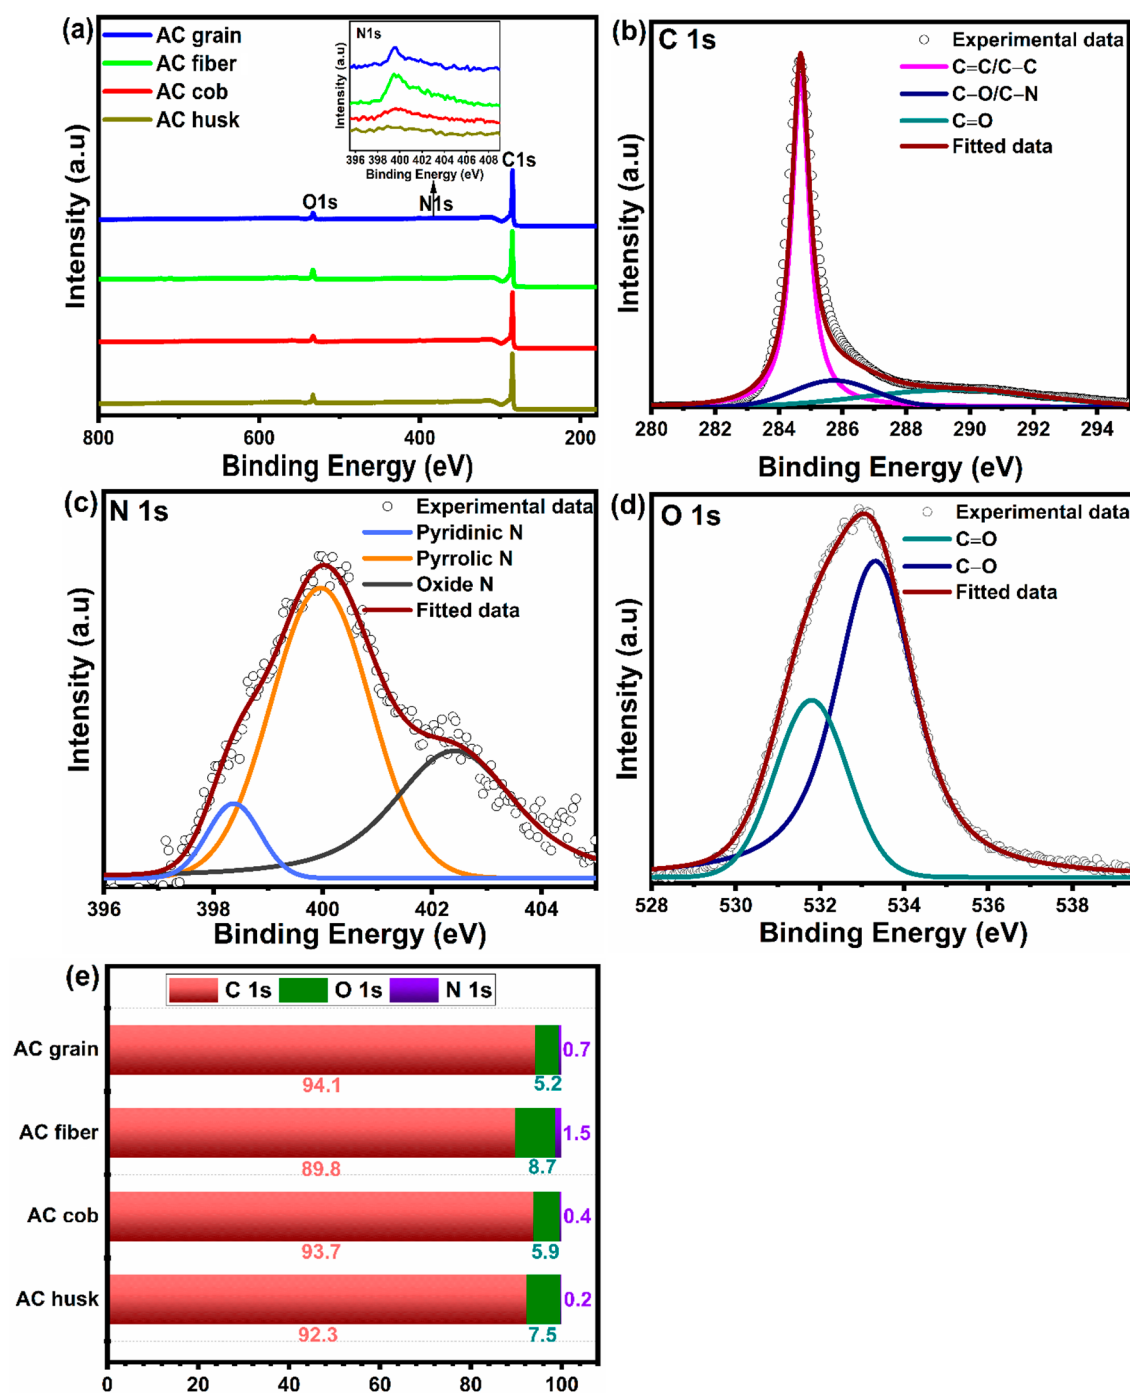 (a)
AC grain
AC fiber
AC cob
AC husk
N1s
Intensity (a.u)
396 398 400 402 404 406 408
Binding Energy (eV)
O1s
N1s
C1s
Intensity (a.u)
800
600
400
200
Binding Energy (eV)
(b)
C 1s
Experimental data
C=C/C–C
C–O/C–N
C=O
Fitted data
Intensity (a.u)
280 282 284 286 288 290 292 294
Binding Energy (eV)
(c)
N 1s
Experimental data
Pyridinic N
Pyrrolic N
Oxide N
Fitted data
Intensity (a.u)
396 398 400 402 404
Binding Energy (eV)
(d)
O 1s
Experimental data
C=O
C–O
Fitted data
Intensity (a.u)
528 530 532 534 536 538
Binding Energy (eV)
(e)
C 1s
O 1s
N 1s
AC grain
94.1
5.2
0.7
AC fiber
89.8
8.7
1.5
AC cob
93.7
5.9
0.4
AC husk
92.3
7.5
0.2
0 20 40 60 80 100